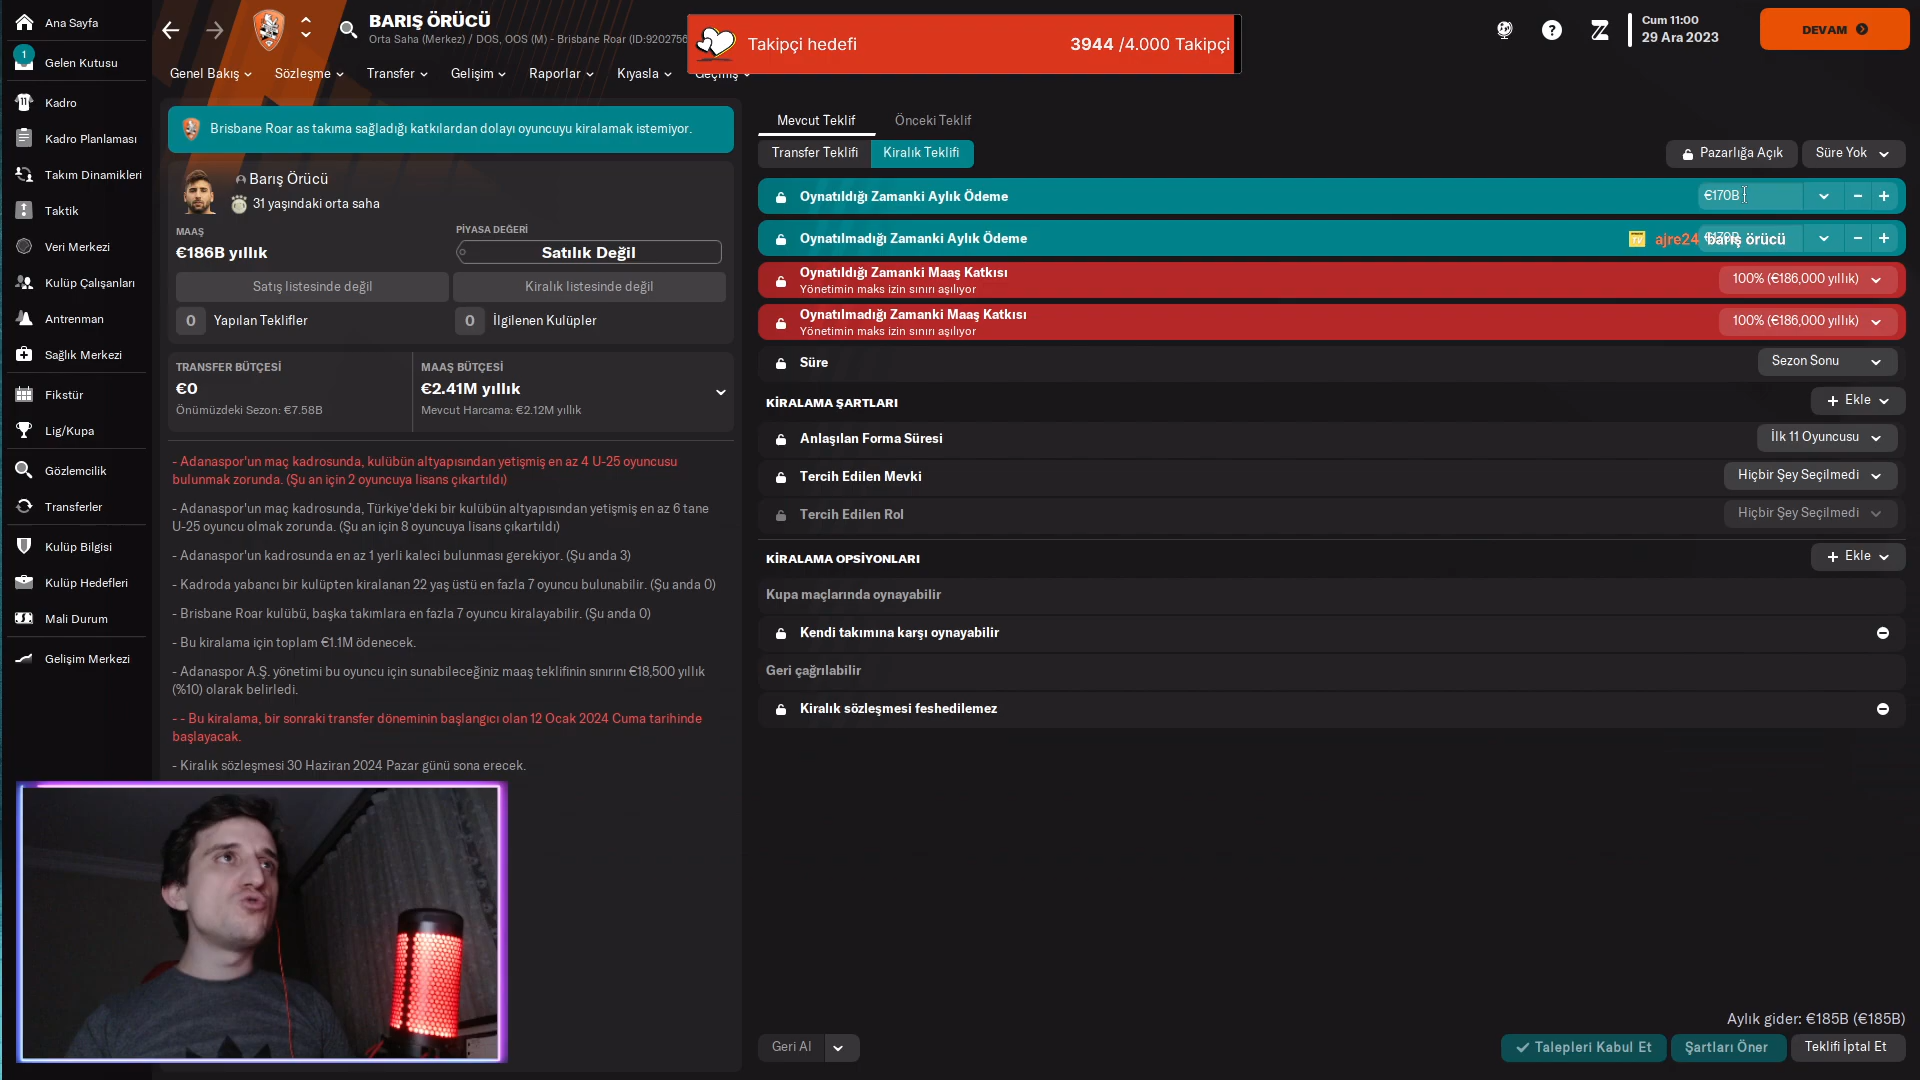 Ana Sayfa
1
Gelen Kutusu
Kadro
Kadro Planlaması
Takım Dinamikleri
Taktik
Veri Merkezi
Kulüp Çalışanları
Antrenman
Sağlık Merkezi
Fikstür
Lig/Kupa
Gözlemcilik
Transferler
Kulüp Bilgisi
Kulüp Hedefleri
Mali Durum
Gelişim Merkezi
BARIŞ ÖRÜCÜ
Orta Saha (Merkez) / DOS, OOS (M) - Brisbane Roar (ID:9202756
Genel Bakış
Sözleşme
Transfer
Gelişim
Raporlar
Kıyasla
Geçmiş
Takipçi hedefi
3944 /4.000 Takipçi
Cum 11:00
29 Ara 2023
DEVAM
Brisbane Roar as takıma sağladığı katkılardan dolayı oyuncuyu kiralamak istemiyor.
Barış Örücü
31 yaşındaki orta saha
MAAŞ
€186B yıllık
PİYASA DEĞERİ
Satılık Değil
Satış listesinde değil
Kiralık listesinde değil
0 Yapılan Teklifler
0 İlgilenen Kulüpler
TRANSFER BÜTÇESİ
€0
Önümüzdeki Sezon: €7.58B
MAAŞ BÜTÇESİ
€2.41M yıllık
Mevcut Harcama: €2.12M yıllık
- Adanaspor'un maç kadrosunda, kulübün altyapısından yetişmiş en az 4 U-25 oyuncusu
bulunmak zorunda. (Şu an için 2 oyuncuya lisans çıkartıldı)
- Adanaspor'un maç kadrosunda, Türkiye'deki bir kulübün altyapısından yetişmiş en az 6 tane
U-25 oyuncu olmak zorunda. (Şu an için 8 oyuncuya lisans çıkartıldı)
- Adanaspor'un kadrosunda en az 1 yerli kaleci bulunması gerekiyor. (Şu anda 3)
- Kadroda yabancı bir kulüpten kiralanan 22 yaş üstü en fazla 7 oyuncu bulunabilir. (Şu anda 0)
- Brisbane Roar kulübü, başka takımlara en fazla 7 oyuncu kiralayabilir. (Şu anda 0)
- Bu kiralama için toplam €1.1M ödenecek.
- Adanaspor A.Ş. yönetimi bu oyuncu için sunabileceğiniz maaş teklifinin sınırını €18,500 yıllık
(%10) olarak belirledi.
- - Bu kiralama, bir sonraki transfer döneminin başlangıcı olan 12 Ocak 2024 Cuma tarihinde
başlayacak.
- Kiralık sözleşmesi 30 Haziran 2024 Pazar günü sona erecek.
Mevcut Teklif
Önceki Teklif
Transfer Teklifi
Kiralık Teklifi
Pazarlığa Açık
Süre Yok
Oynatıldığı Zamanki Aylık Ödeme
€170B
Oynatılmadığı Zamanki Aylık Ödeme
ajre24 barış örücü
Oynatıldığı Zamanki Maaş Katkısı
Yönetimin maks izin sınırı aşılıyor
100% (€186,000 yıllık)
Oynatılmadığı Zamanki Maaş Katkısı
Yönetimin maks izin sınırı aşılıyor
100% (€186,000 yıllık)
Süre
Sezon Sonu
KİRALAMA ŞARTLARI
+ Ekle
Anlaşılan Forma Süresi
İlk 11 Oyuncusu
Tercih Edilen Mevki
Hiçbir Şey Seçilmedi
Tercih Edilen Rol
Hiçbir Şey Seçilmedi
KİRALAMA OPSİYONLARI
+ Ekle
Kupa maçlarında oynayabilir
Kendi takımına karşı oynayabilir
Geri çağrılabilir
Kiralık sözleşmesi feshedilemez
Aylık gider: €185B (€185B)
Geri Al
Talepleri Kabul Et
Şartları Öner
Teklifi İptal Et